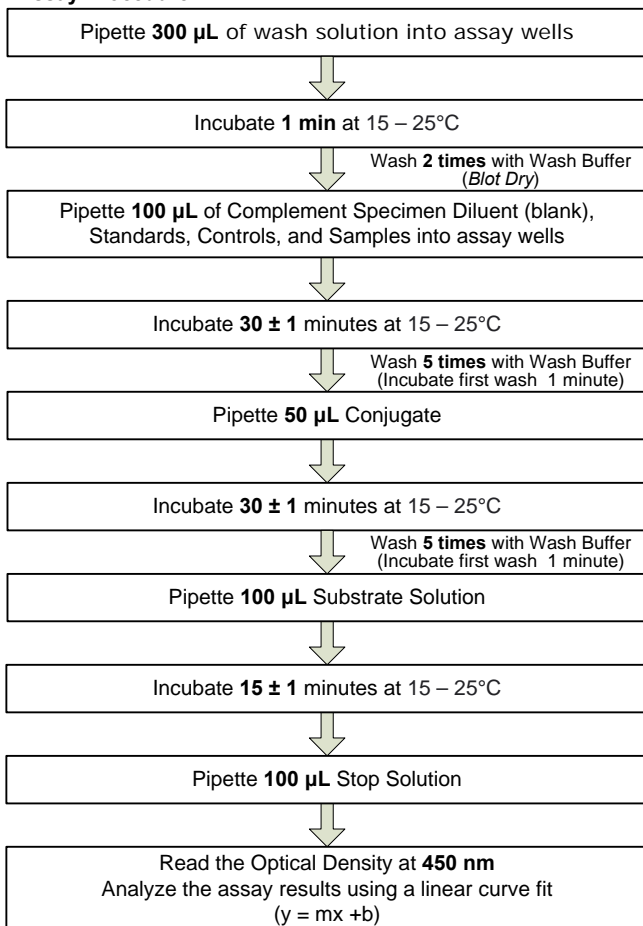 Pipette 300 µL of wash solution into assay wells
Incubate 1 min at 15 – 25°C
Wash 2 times with Wash Buffer
(Blot Dry)
Pipette 100 µL of Complement Specimen Diluent (blank),
Standards, Controls, and Samples into assay wells
Incubate 30 ± 1 minutes at 15 – 25°C
Wash 5 times with Wash Buffer
(Incubate first wash 1 minute)
Pipette 50 µL Conjugate
Incubate 30 ± 1 minutes at 15 – 25°C
Wash 5 times with Wash Buffer
(Incubate first wash 1 minute)
Pipette 100 µL Substrate Solution
Incubate 15 ± 1 minutes at 15 – 25°C
Pipette 100 µL Stop Solution
Read the Optical Density at 450 nm
Analyze the assay results using a linear curve fit
(y = mx +b)